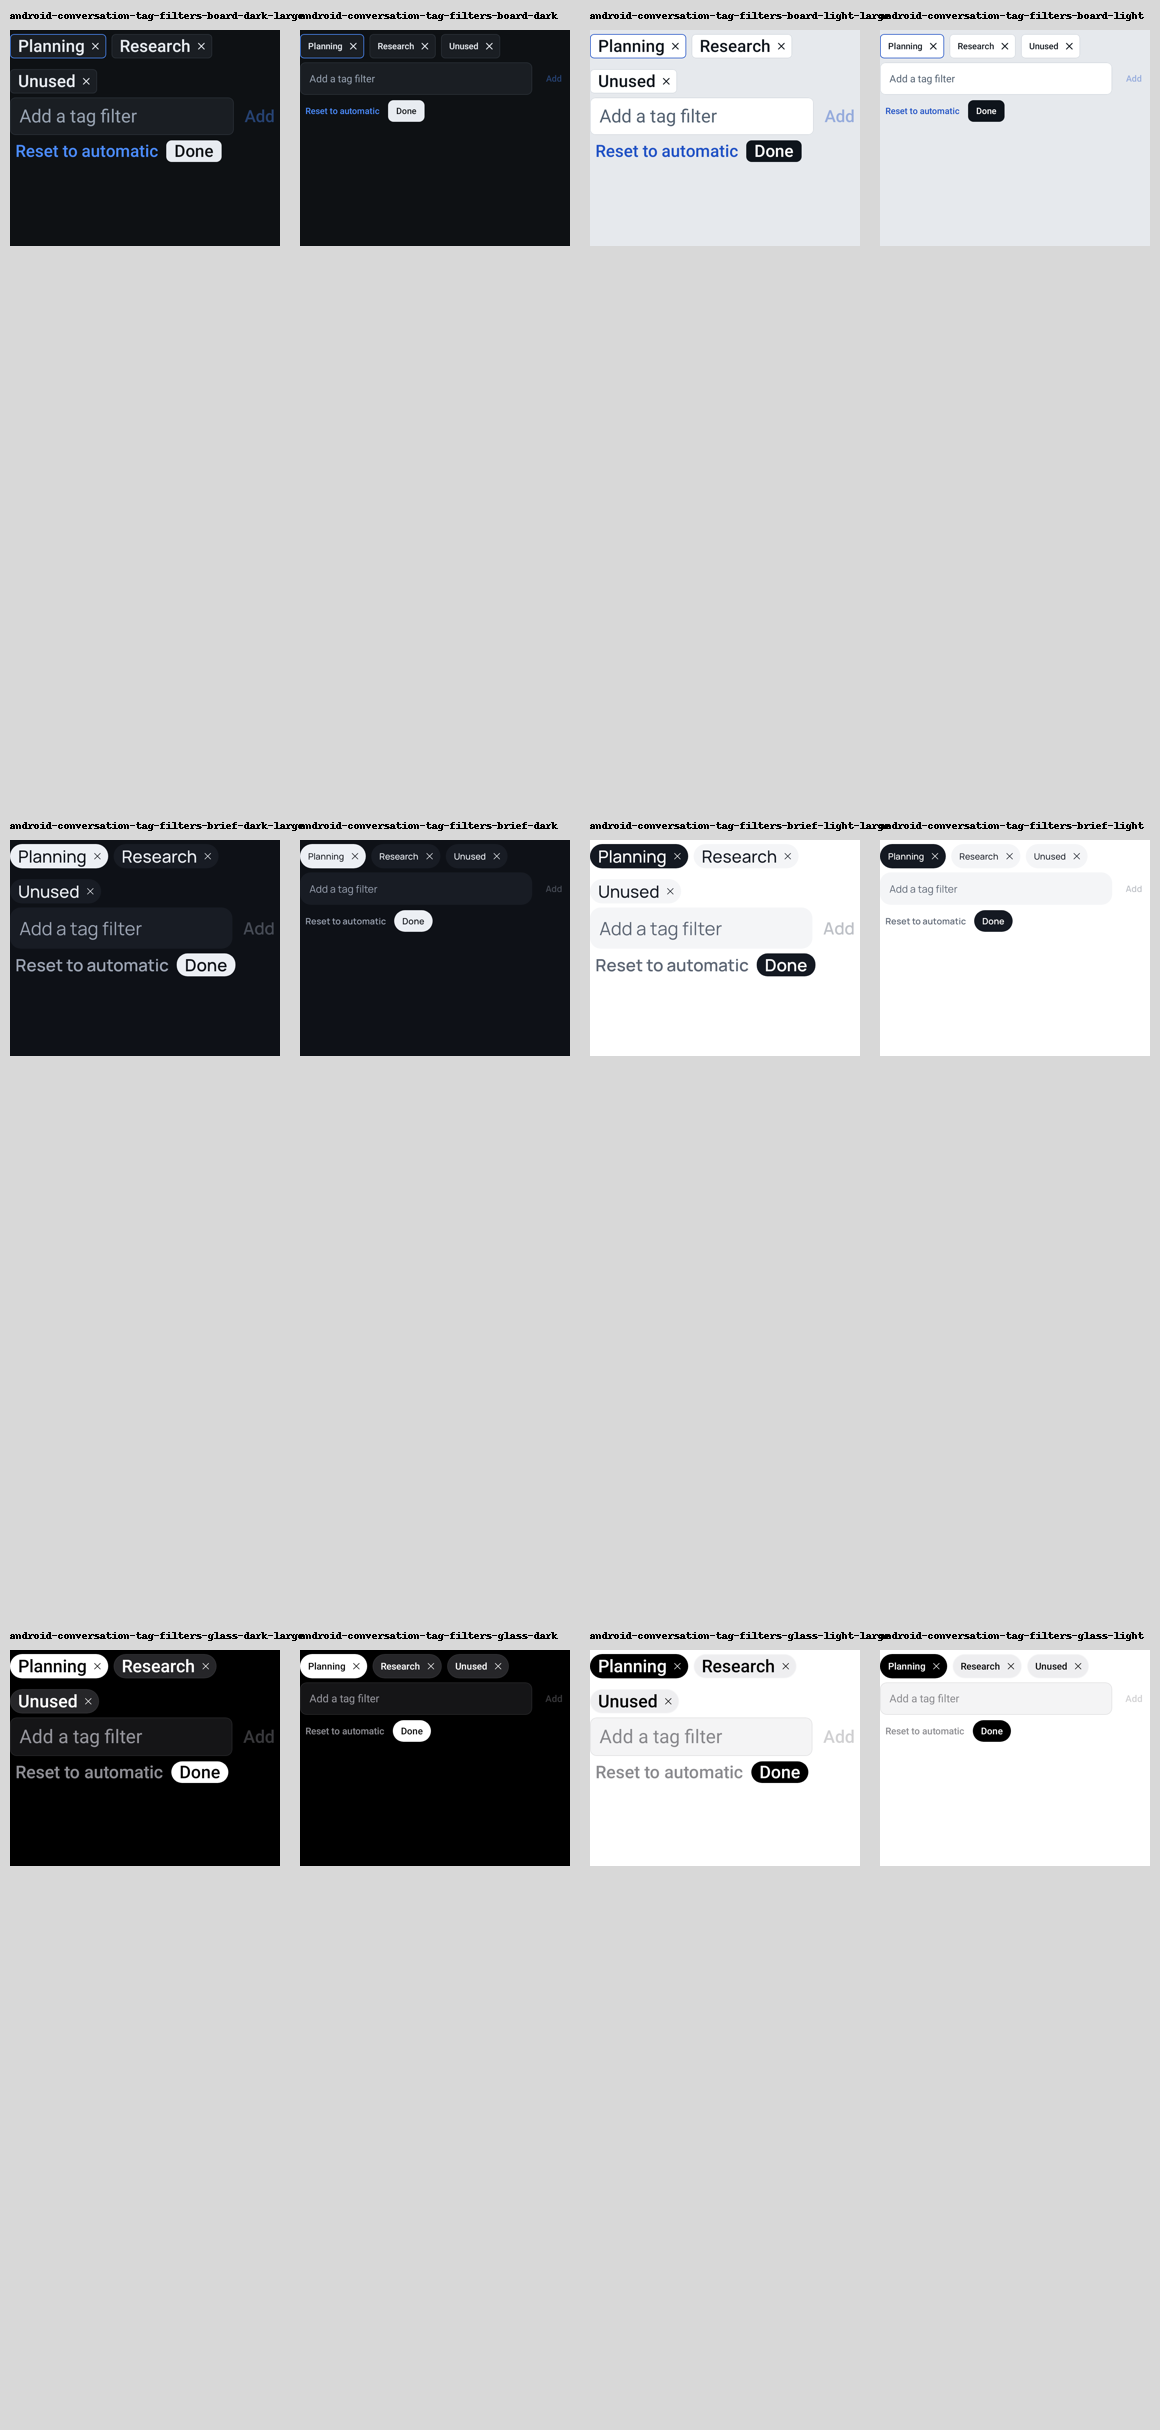 android-conversation-tag-filters-board-dark-large
Planning × Research ×
Unused ×
Add a tag filter Add
Reset to automatic Done
android-conversation-tag-filters-board-dark
Planning × Research × Unused ×
Add a tag filter Add
Reset to automatic Done
android-conversation-tag-filters-board-light-large
Planning × Research ×
Unused ×
Add a tag filter Add
Reset to automatic Done
android-conversation-tag-filters-board-light
Planning × Research × Unused ×
Add a tag filter Add
Reset to automatic Done
android-conversation-tag-filters-brief-dark-large
Planning × Research ×
Unused ×
Add a tag filter Add
Reset to automatic Done
android-conversation-tag-filters-brief-dark
Planning × Research × Unused ×
Add a tag filter Add
Reset to automatic Done
android-conversation-tag-filters-brief-light-large
Planning × Research ×
Unused ×
Add a tag filter Add
Reset to automatic Done
android-conversation-tag-filters-brief-light
Planning × Research × Unused ×
Add a tag filter Add
Reset to automatic Done
android-conversation-tag-filters-glass-dark-large
Planning × Research ×
Unused ×
Add a tag filter Add
Reset to automatic Done
android-conversation-tag-filters-glass-dark
Planning × Research × Unused ×
Add a tag filter Add
Reset to automatic Done
android-conversation-tag-filters-glass-light-large
Planning × Research ×
Unused ×
Add a tag filter Add
Reset to automatic Done
android-conversation-tag-filters-glass-light
Planning × Research × Unused ×
Add a tag filter Add
Reset to automatic Done